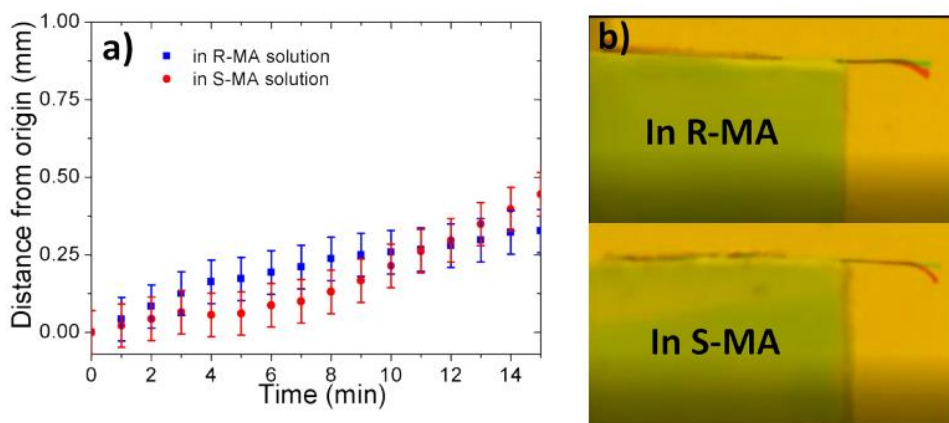 a)
in R-MA solution
in S-MA solution
Distance from origin (mm)
1.00
0.75
0.50
0.25
0.00
0 2 4 6 8 10 12 14
Time (min)
b)
In R-MA
In S-MA